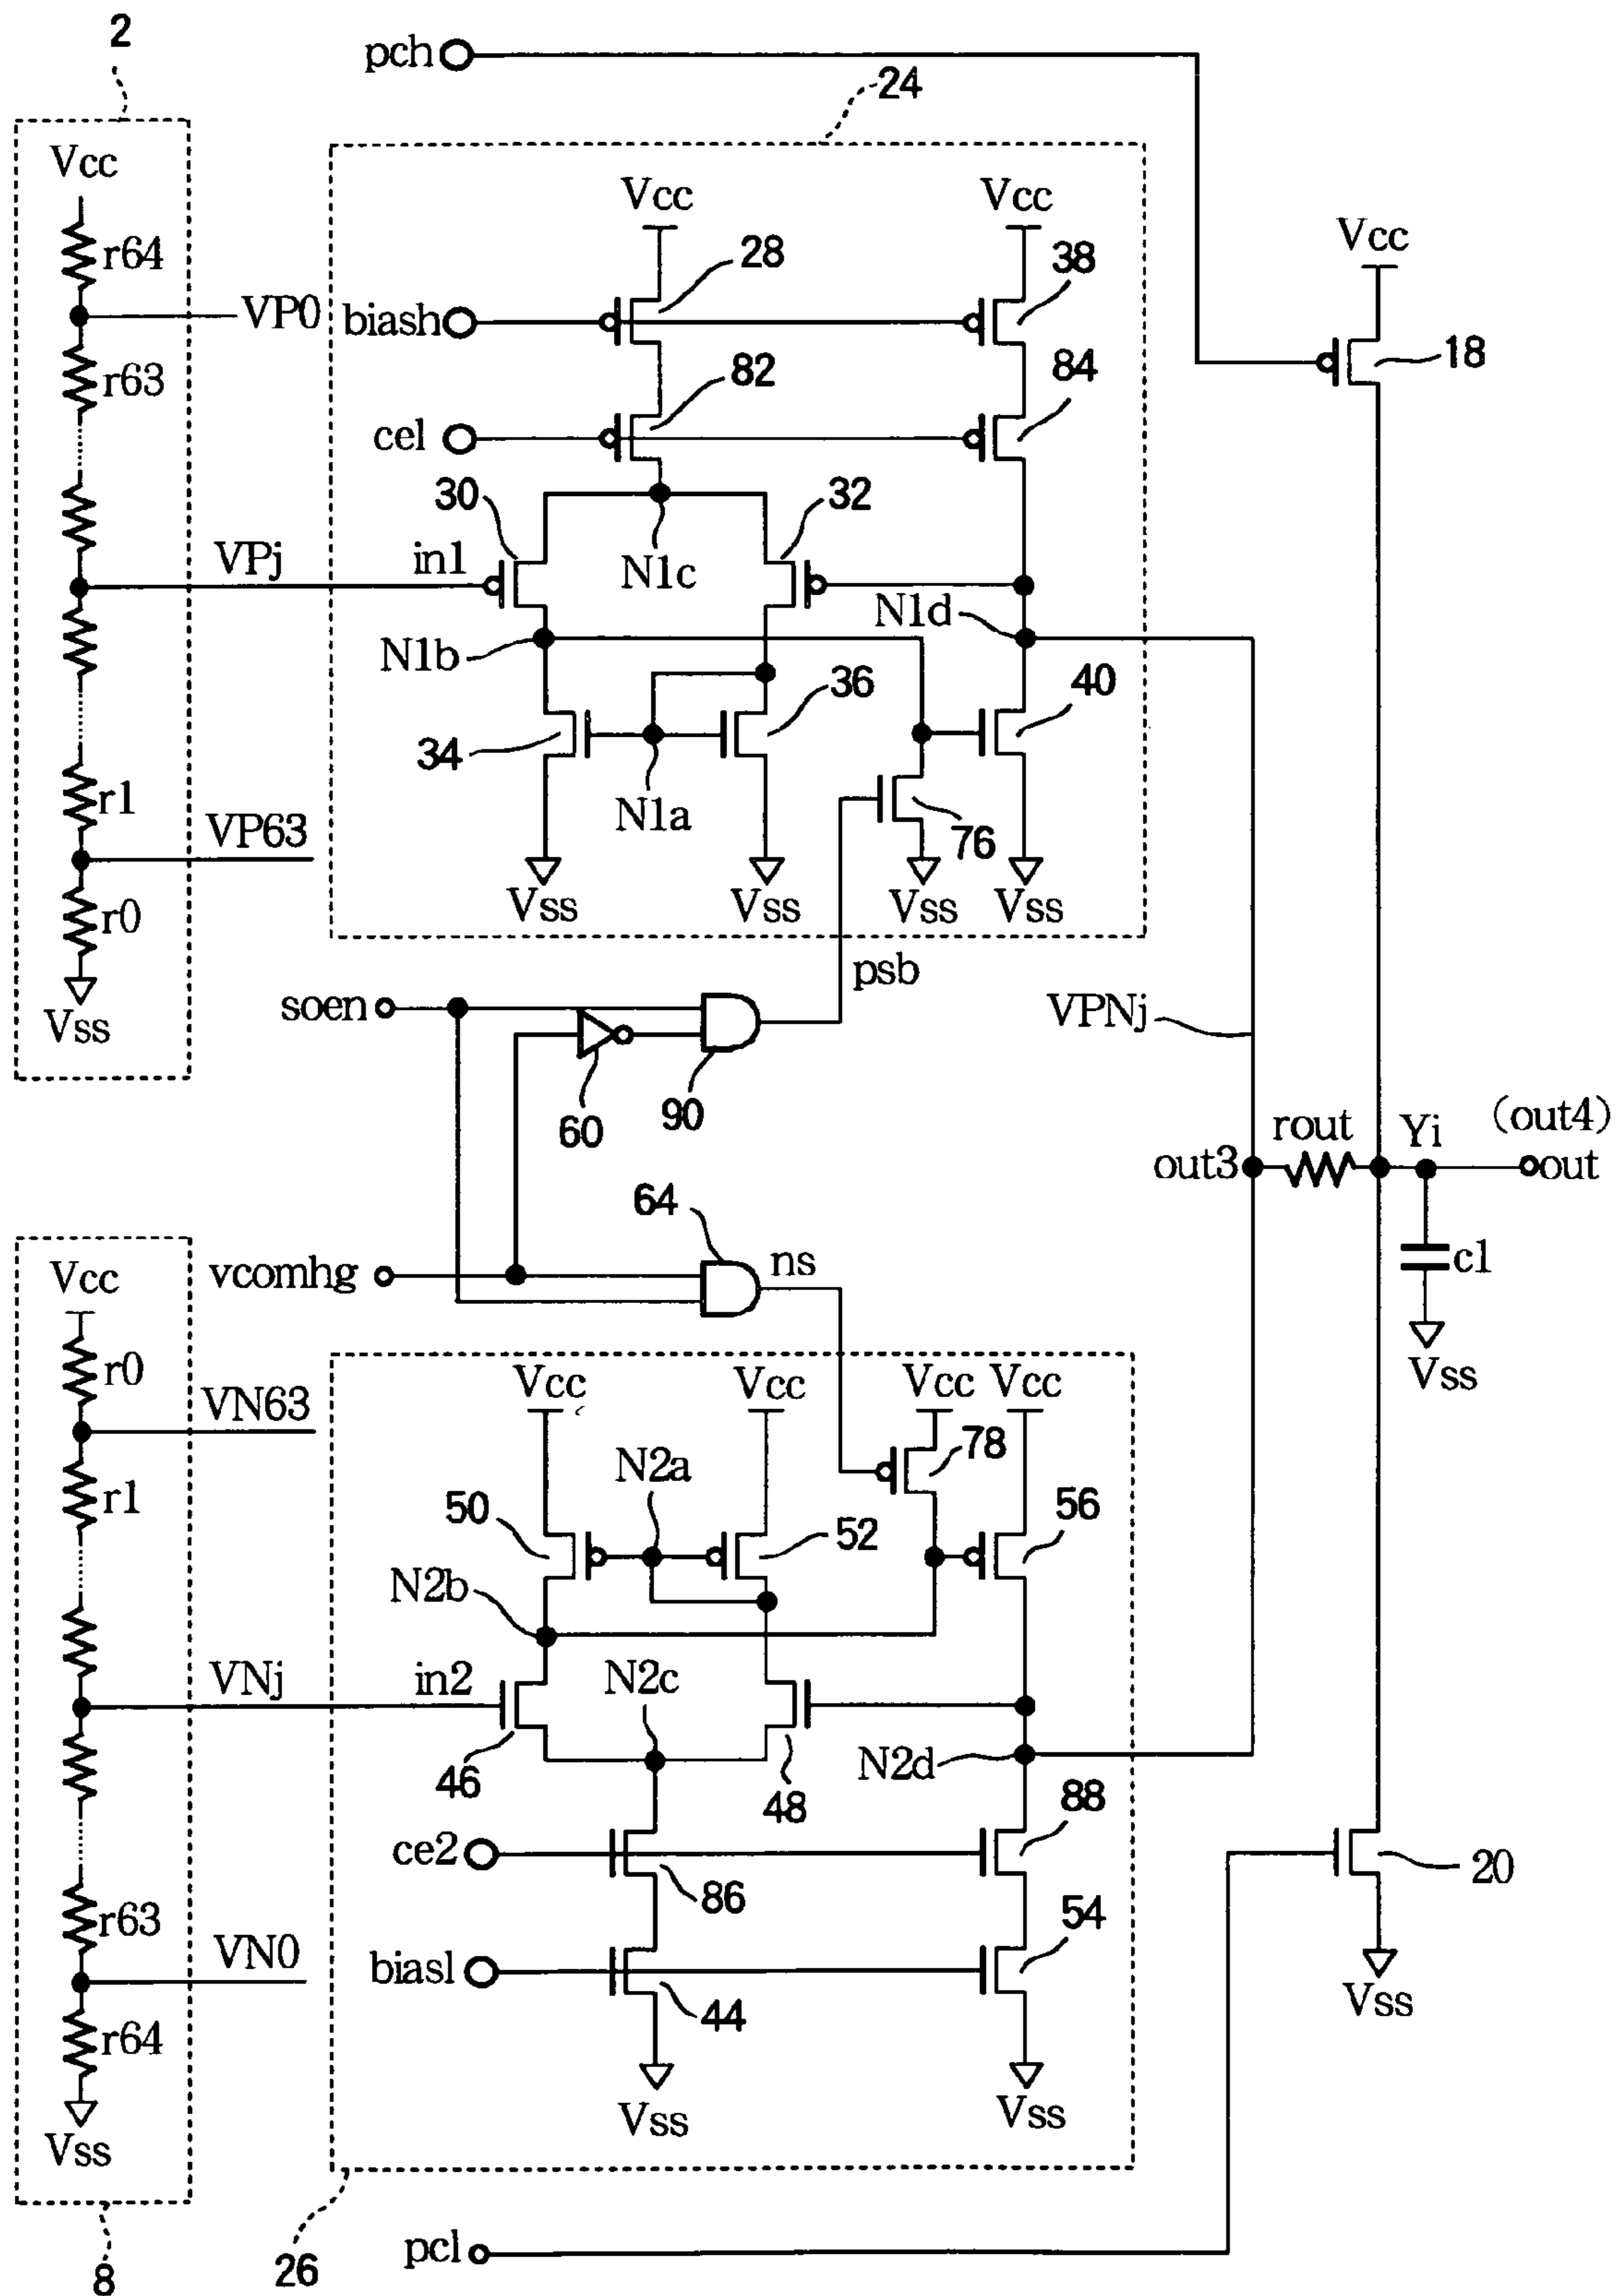 2
pch
24
Vcc
Vcc
Vcc
Vcc
r64
28
38
VP0
biash
18
r63
82
84
cel
30
32
VPj
in1
N1c
N1d
N1b
36
40
34
r1
N1a
VP63
76
r0
Vss
Vss
Vss
Vss
psb
soen
VPNj
Vss
60
90
rout
Yi
(out4)
out3
out
64
vcomhg
ns
c1
Vcc
Vss
r0
Vcc
Vcc
Vcc
Vcc
VN63
78
N2a
r1
50
52
56
N2b
VNj
in2
N2c
N2d
46
48
88
ce2
20
86
r63
54
VN0
biasl
44
Vss
r64
Vss
Vss
Vss
26
pcl
8